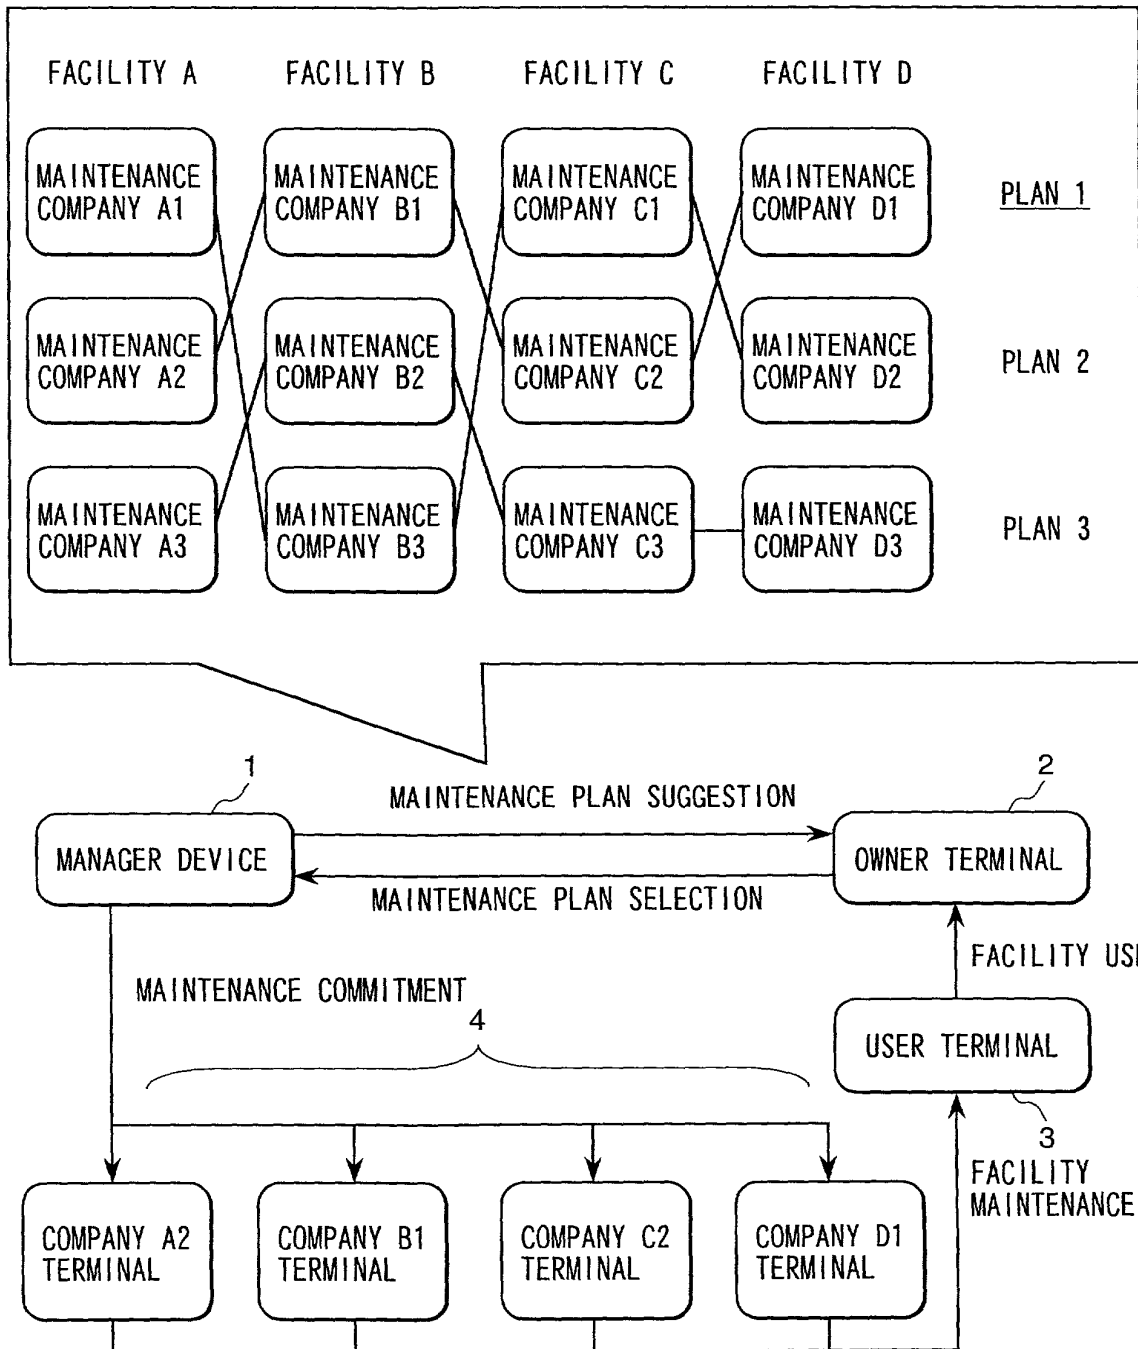 FACILITY A FACILITY B FACILITY C FACILITY D
MAINTENANCE COMPANY A1
MAINTENANCE COMPANY B1
MAINTENANCE COMPANY C1
MAINTENANCE COMPANY D1
PLAN 1
MAINTENANCE COMPANY A2
MAINTENANCE COMPANY B2
MAINTENANCE COMPANY C2
MAINTENANCE COMPANY D2
PLAN 2
MAINTENANCE COMPANY A3
MAINTENANCE COMPANY B3
MAINTENANCE COMPANY C3
MAINTENANCE COMPANY D3
PLAN 3
1
MAINTENANCE PLAN SUGGESTION
2
MANAGER DEVICE
OWNER TERMINAL
MAINTENANCE PLAN SELECTION
FACILITY US
MAINTENANCE COMMITMENT
4
USER TERMINAL
3
FACILITY
MAINTENANCE
COMPANY A2
TERMINAL
COMPANY B1
TERMINAL
COMPANY C2
TERMINAL
COMPANY D1
TERMINAL